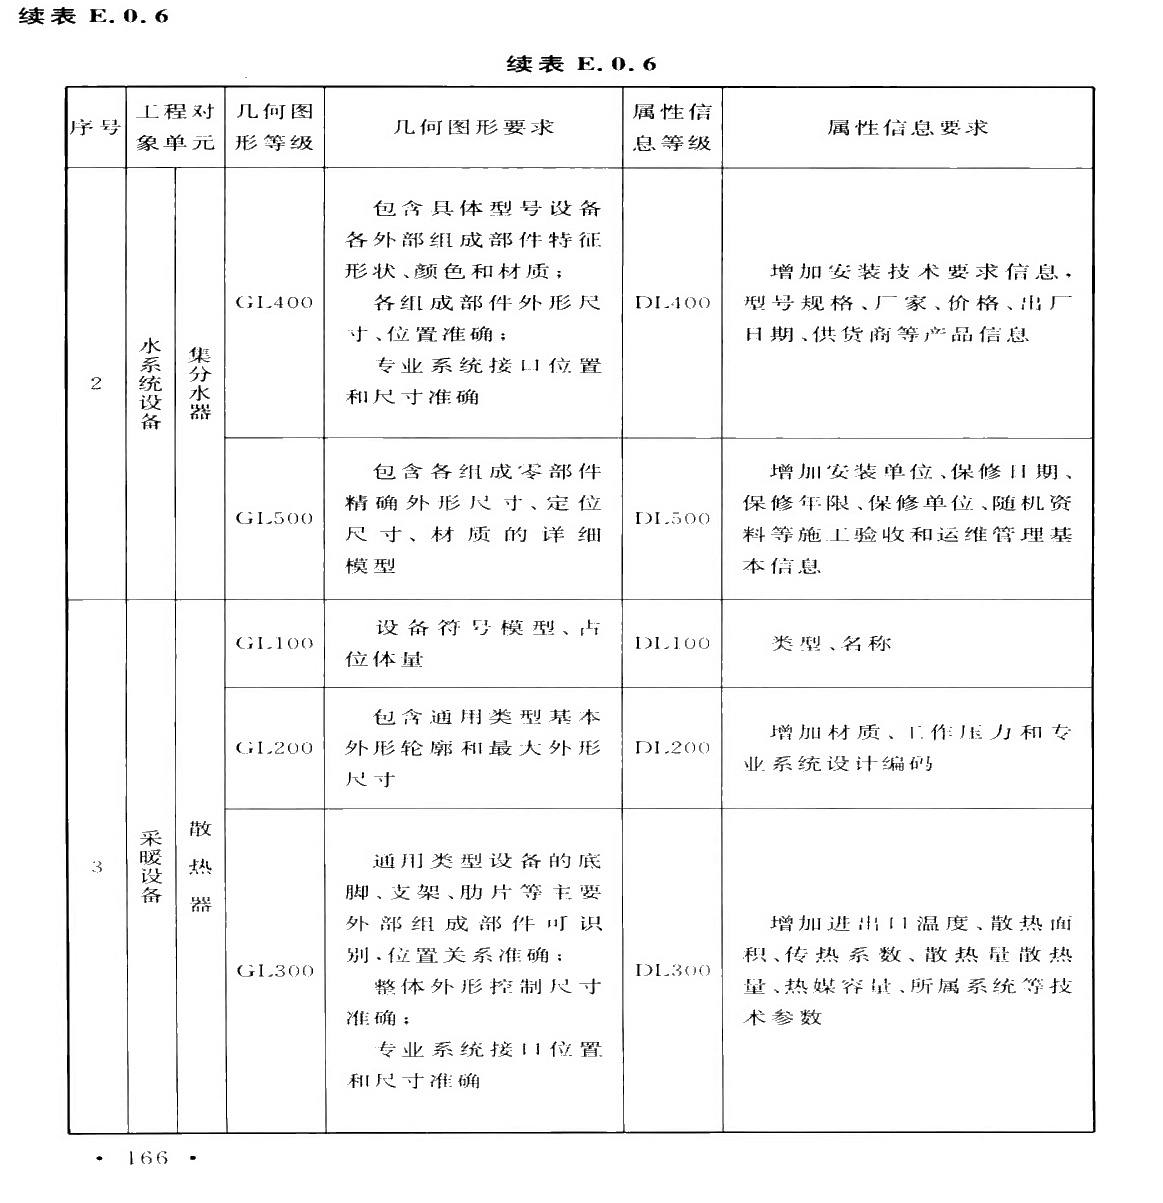 续表 E.0.6
续表 E.0.6
序号
工程对
象单元
几何图
形等级
几何图形要求
属性信
息等级
属性信息要求
2
水系统设备
集分水器
GL400
包含具体型号设备
各外部组成部件特征
形状、颜色和材质;
各组成部件外形尺
寸、位置准确;
专业系统接口位置
和尺寸准确
DL400
增加安装技术要求信息,
型号规格、厂家、价格、出厂
日期、供货商等产品信息
GL500
包含各组成零部件
精确外形尺寸、定位
尺寸、材质的详细
模型
DL500
增加安装单位、保修日期、
保修年限、保修单位、随机资
料等施工验收和运维管理基
本信息
3
采暖设备
散热器
GL100
设备符号模型、占
位体量
DL100
类型、名称
GL200
包含通用类型基本
外形轮廓和最大外形
尺寸
DL200
增加材质、工作压力和专
业系统设计编码
GL300
通用类型设备的底
脚、支架、肋片等主要
外部组成部件可识
别,位置关系准确;
整体外形控制尺寸
准确;
专业系统接口位置
和尺寸准确
DL300
增加进出口温度、散热面
积、传热系数、散热量散热
量、热媒容量、所属系统等技
术参数
• 166 •